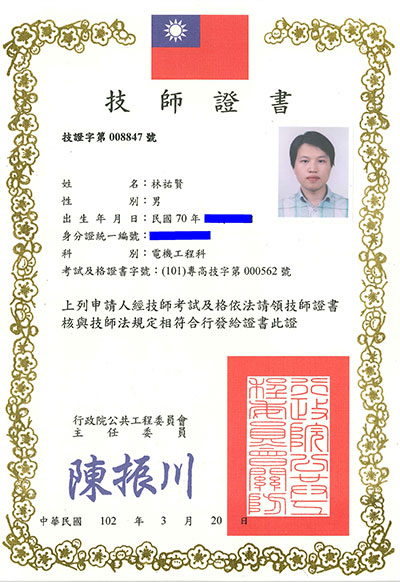 技師證書
技證字第 008847 號
姓名：林祐賢
性別：男
出生年月日：民國 70 年
身分證統一編號：
科別：電機工程科
考試及格證書字號：(101)專高技字第 000562 號
上列申請人經技師考試及格依法請領技師證書
核與技師法規定相符合行發給證書此證
行政院公共工程委員會
主任委員
陳振川
行政院公共工程委員會關防
中華民國 102 年 3 月 20 日